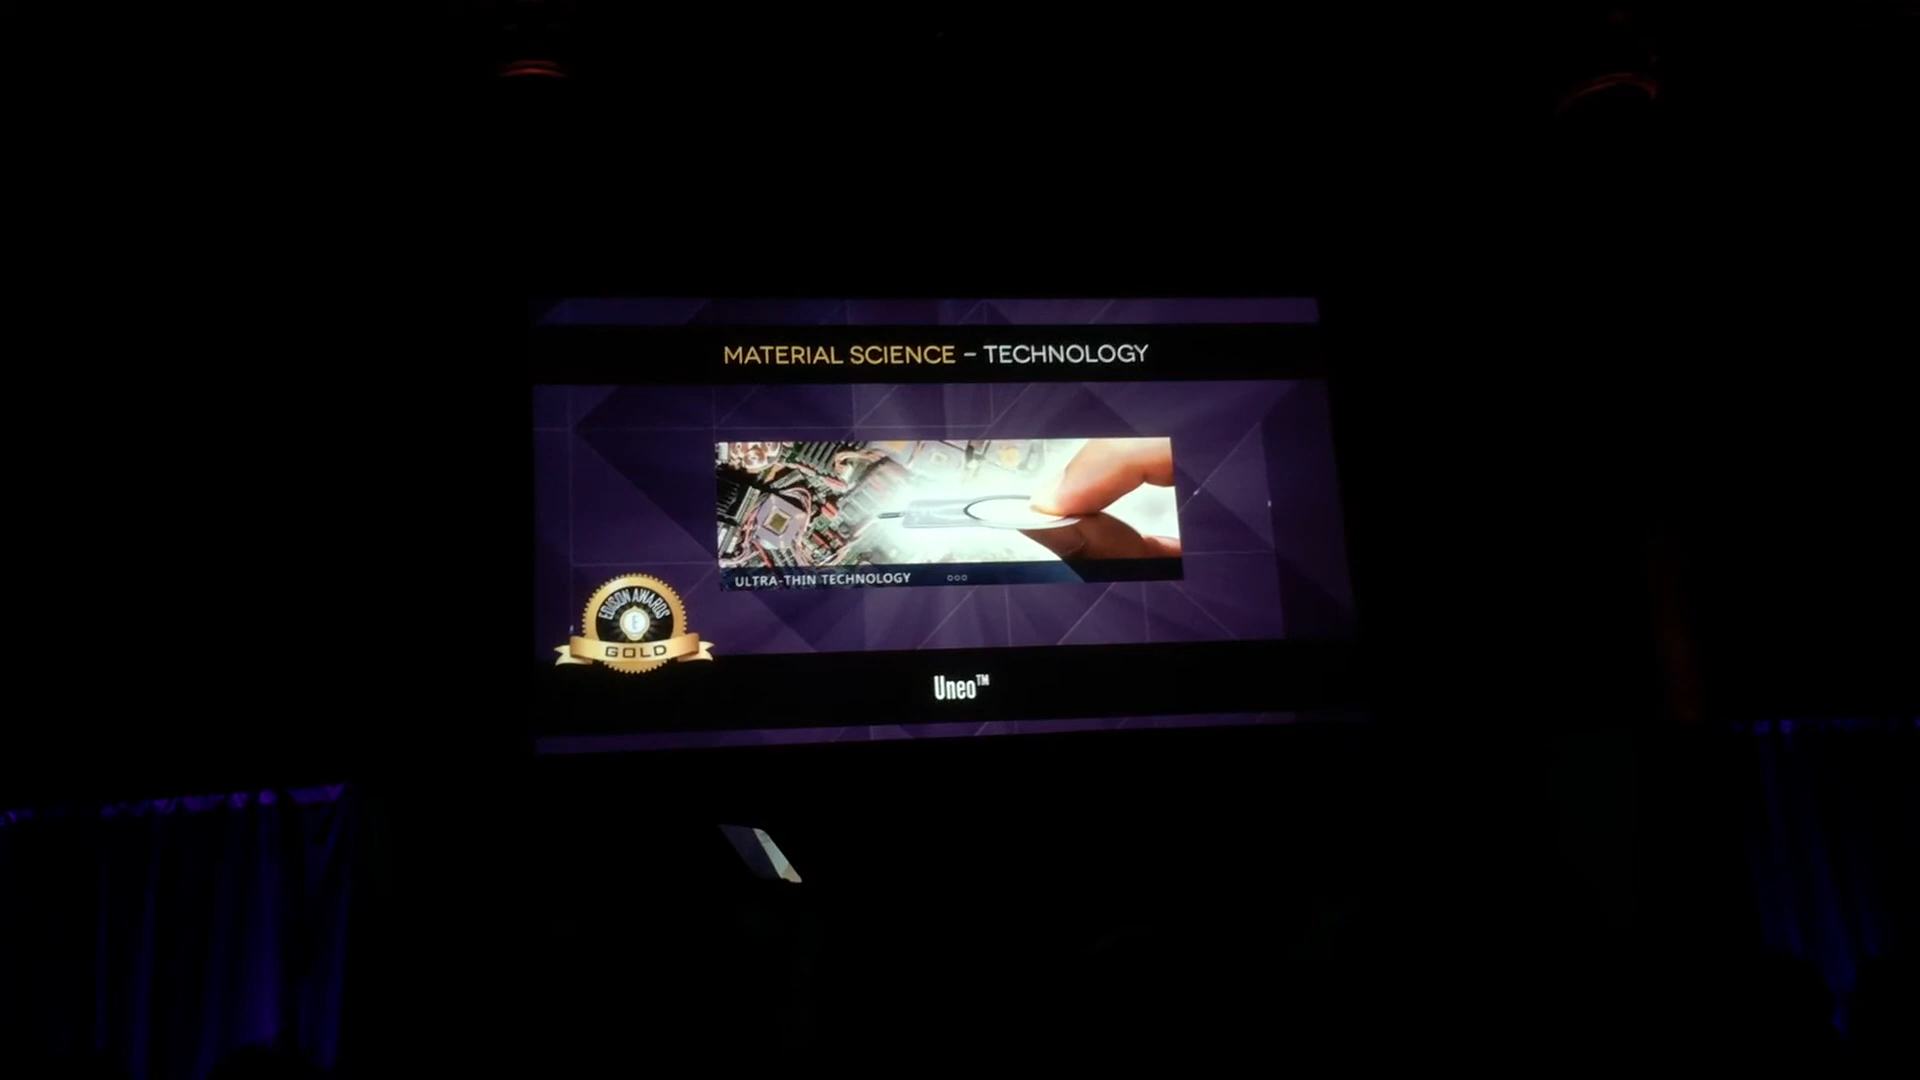 MATERIAL SCIENCE – TECHNOLOGY
ULTRA-THIN TECHNOLOGY
EDISON AWARDS
E
GOLD
Uneo™